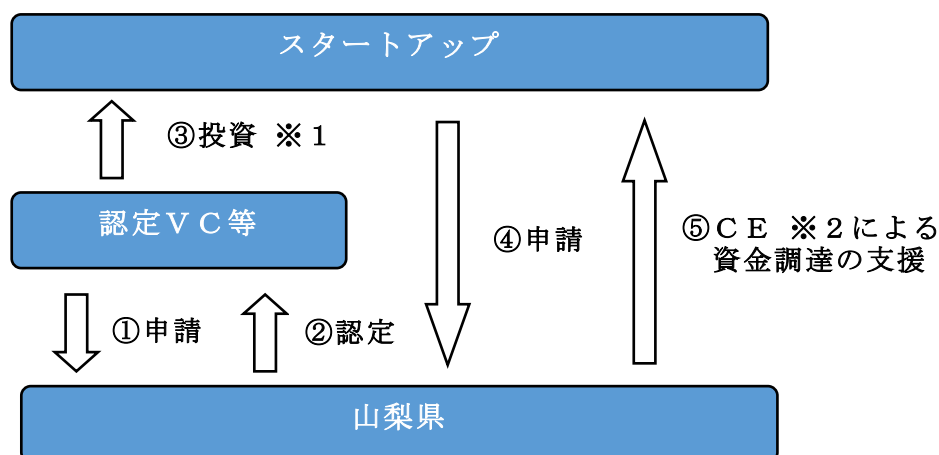 スタートアップ
③投資 ※１
認定ＶＣ等
④申請
⑤ＣＥ ※２による
資金調達の支援
①申請
②認定
山梨県